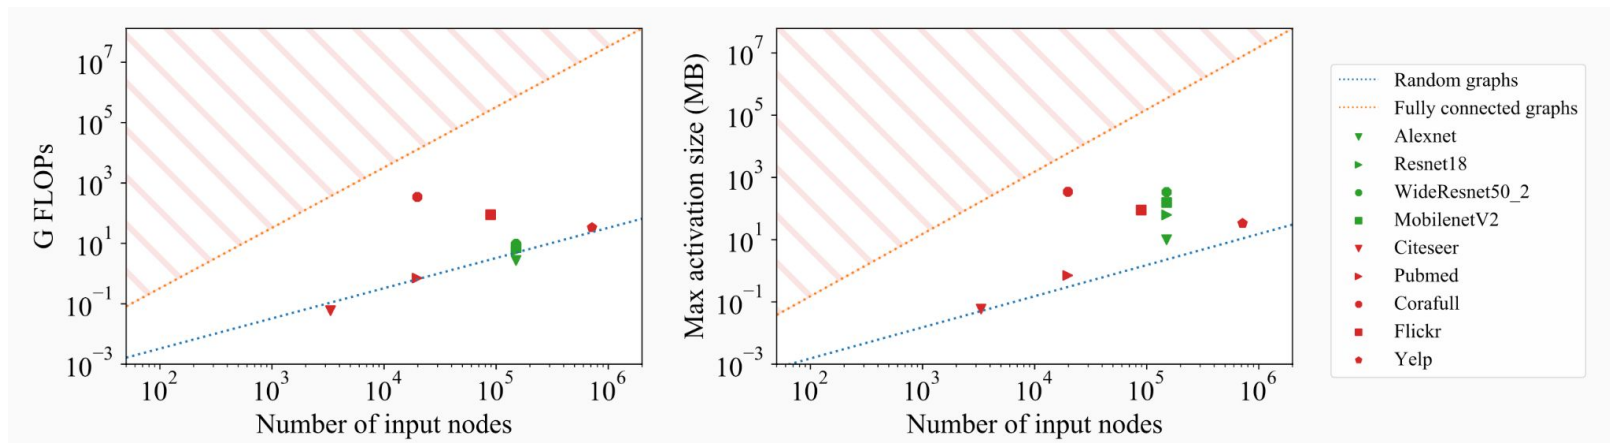 G FLOPs
10^7
10^5
10^3
10^1
10^-1
10^-3
10^2
10^3
10^4
10^5
10^6
Number of input nodes
Max activation size (MB)
10^7
10^5
10^3
10^1
10^-1
10^-3
10^2
10^3
10^4
10^5
10^6
Number of input nodes
Random graphs
Fully connected graphs
Alexnet
Resnet18
WideResnet50_2
MobilenetV2
Citeseer
Pubmed
Corafull
Flickr
Yelp